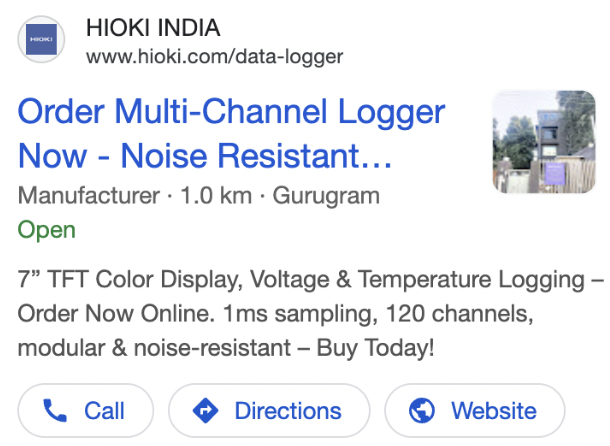 HIOKI
HIOKI INDIA
www.hioki.com/data-logger
Order Multi-Channel Logger
Now - Noise Resistant...
Manufacturer · 1.0 km · Gurugram
Open
7” TFT Color Display, Voltage & Temperature Logging –
Order Now Online. 1ms sampling, 120 channels,
modular & noise-resistant – Buy Today!
Call
Directions
Website